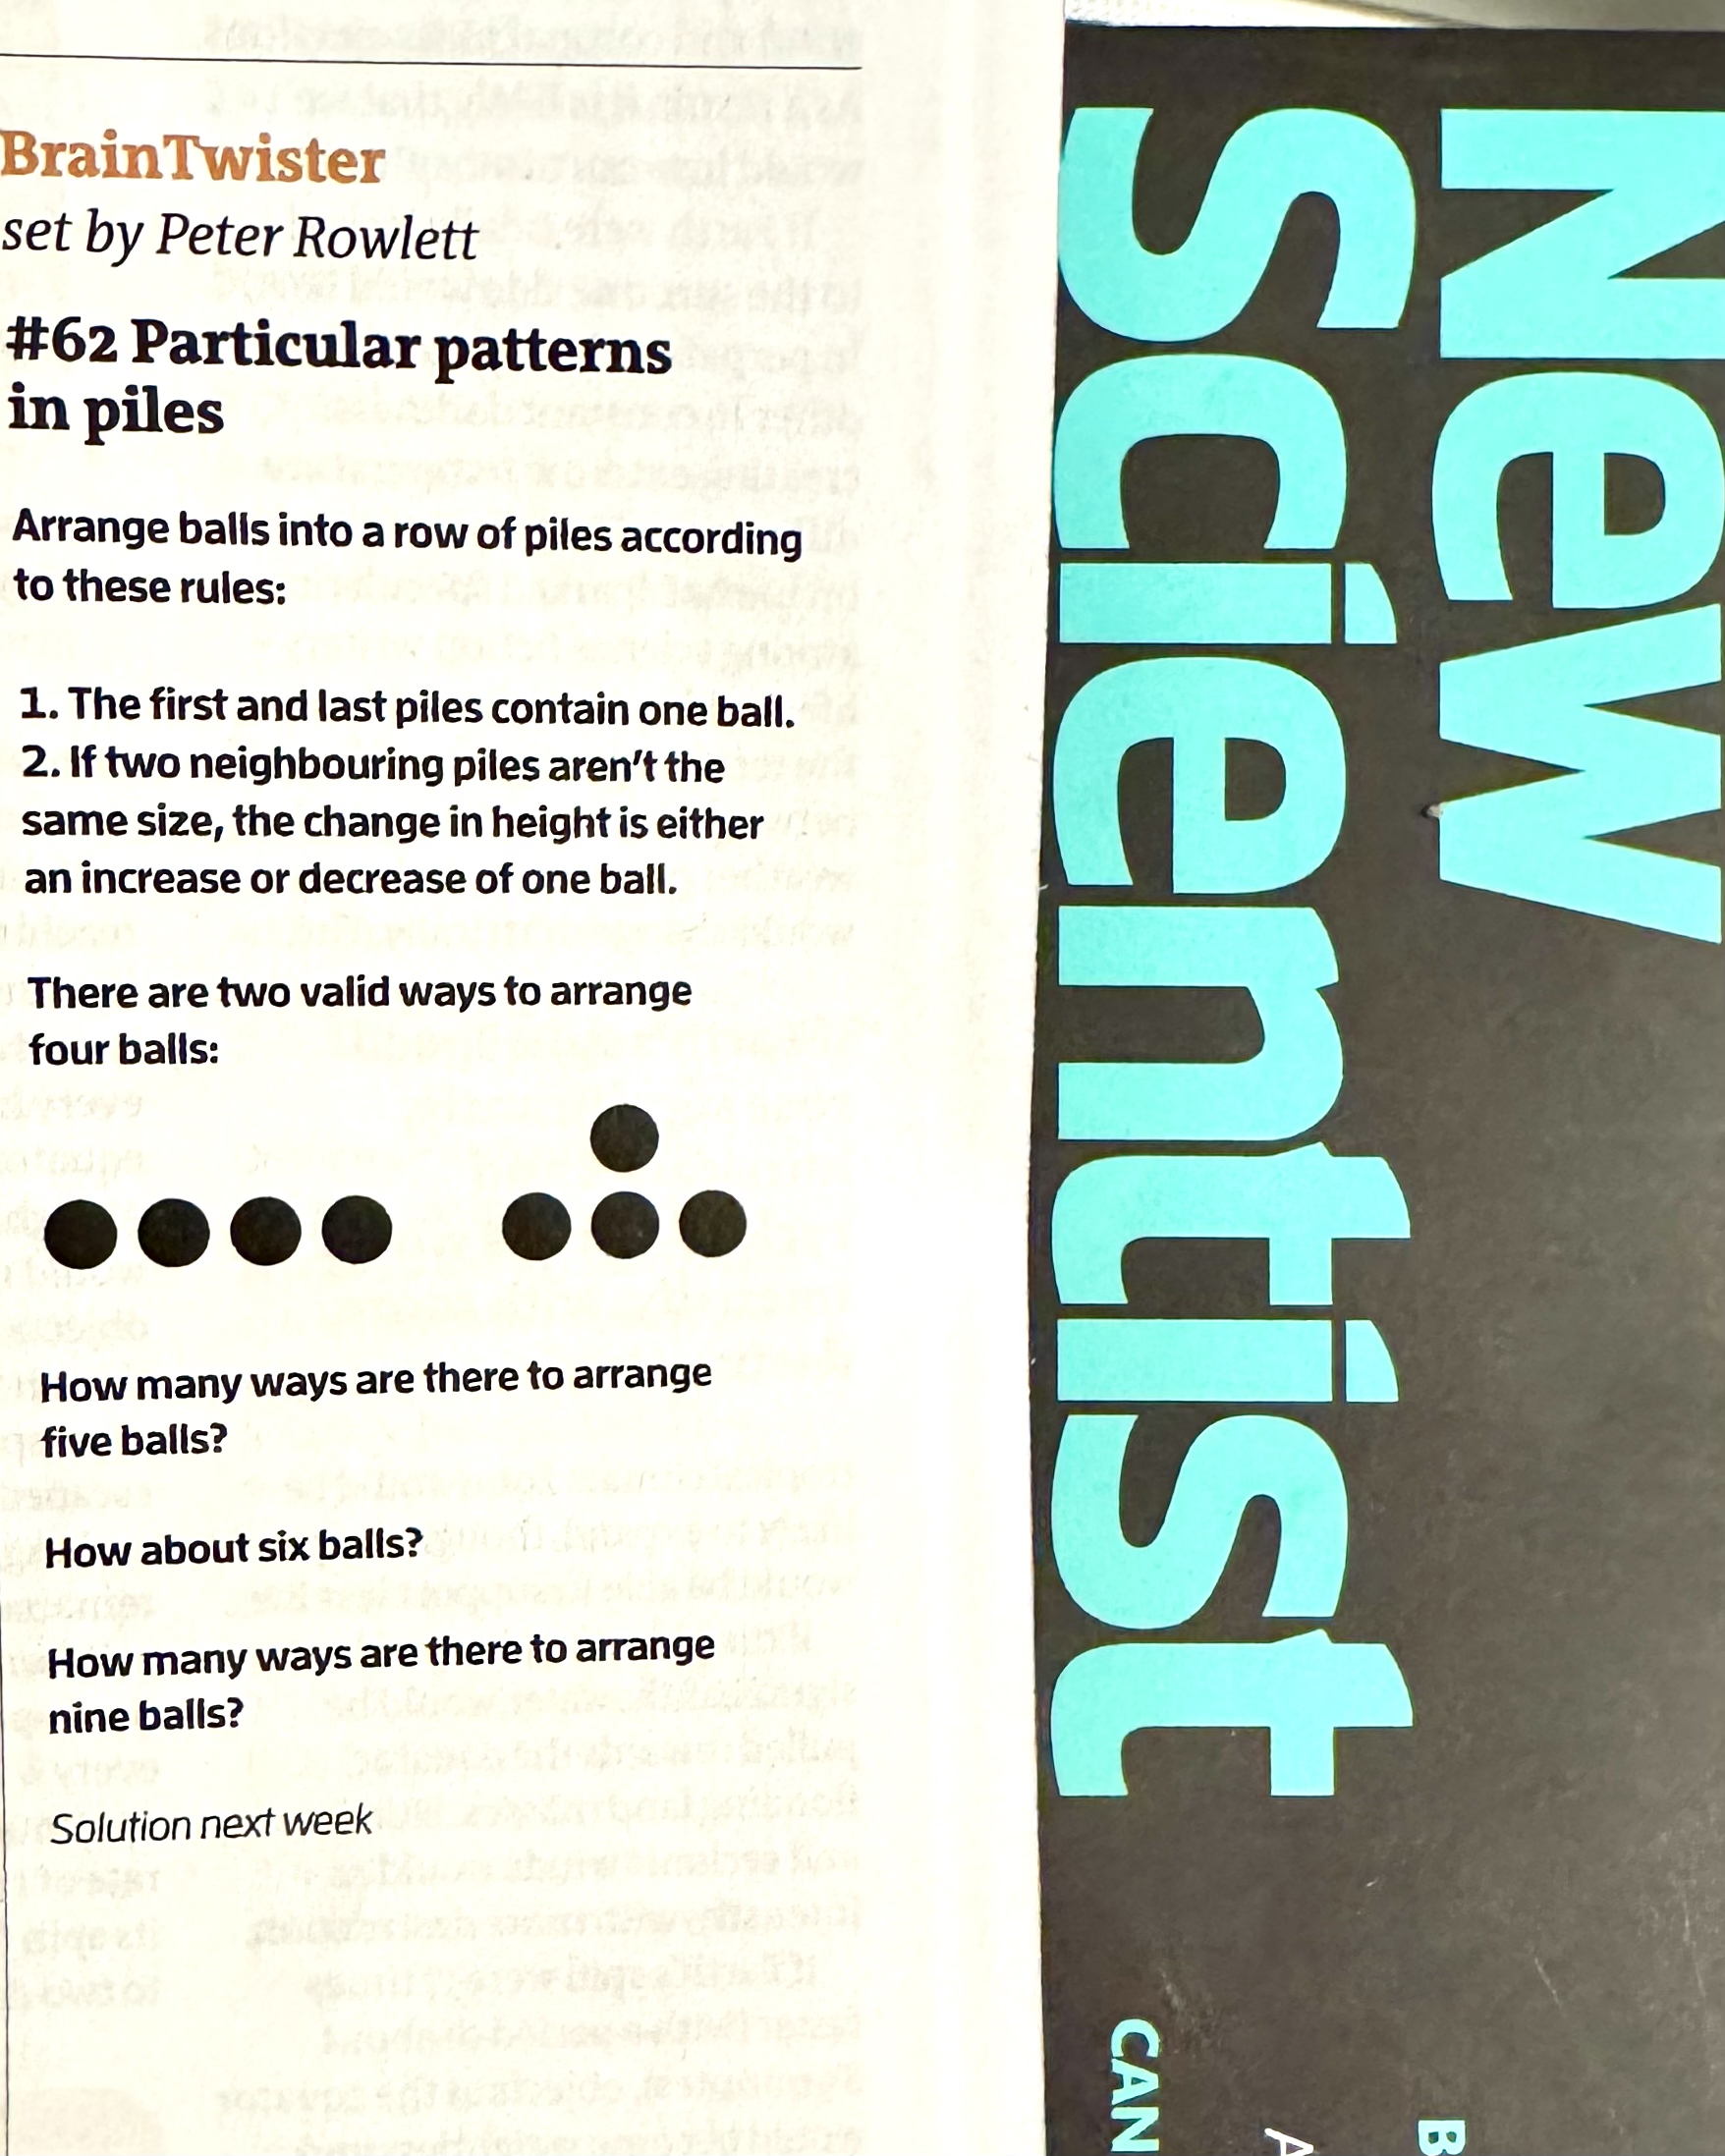 BrainTwister
set by Peter Rowlett
#62 Particular patterns
in piles
Arrange balls into a row of piles according
to these rules:
1. The first and last piles contain one ball.
2. If two neighbouring piles aren't the
same size, the change in height is either
an increase or decrease of one ball.
There are two valid ways to arrange
four balls:
How many ways are there to arrange
five balls?
How about six balls?
How many ways are there to arrange
nine balls?
Solution next week
New
Scientist
B
A
CAN